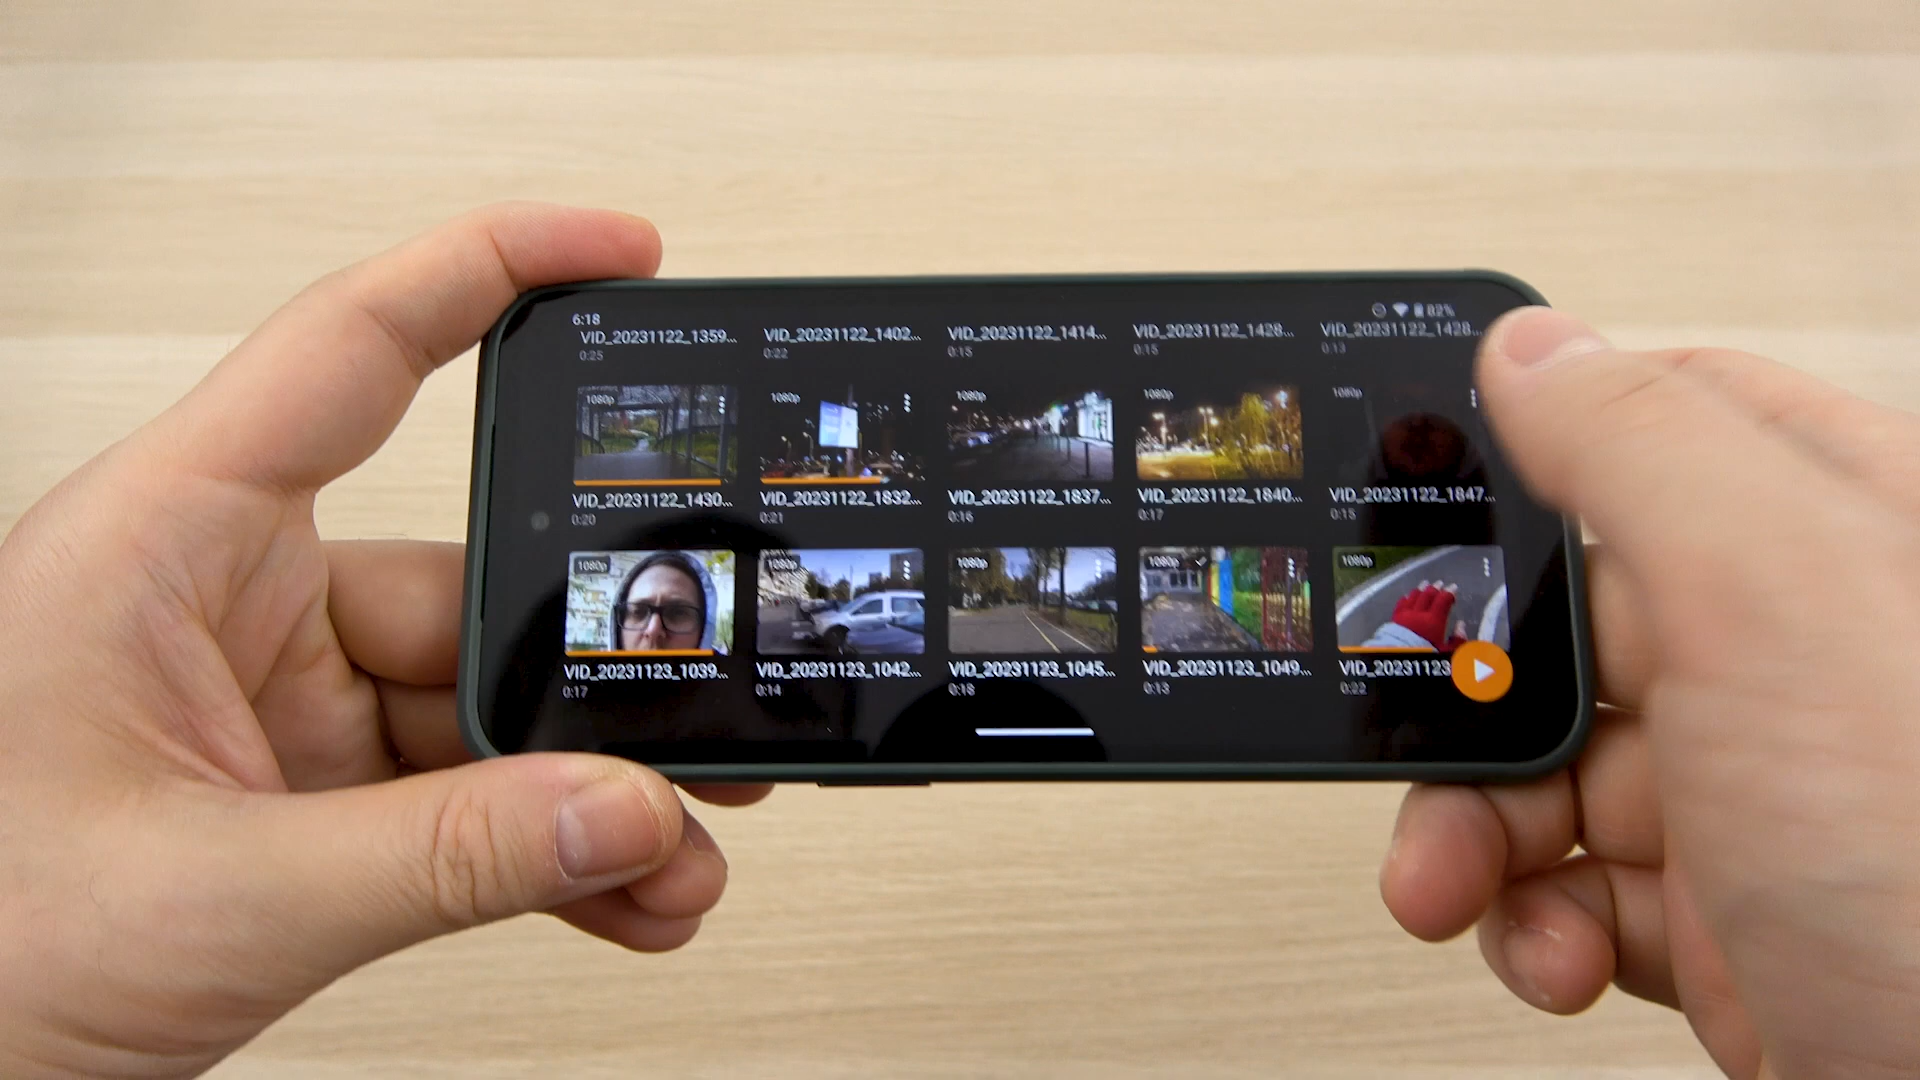 6:18 82%
VID_20231122_1359... VID_20231122_1402... VID_20231122_1414... VID_20231122_1428... VID_20231122_1428...
0:25 0:22 0:15 0:15 0:13
1080p 1080p 1080p 1080p 1080p
VID_20231122_1430... VID_20231122_1832... VID_20231122_1837... VID_20231122_1840... VID_20231122_1847...
0:20 0:21 0:16 0:17 0:15
1080p 1080p 1080p 1080p 1080p
VID_20231123_1039... VID_20231123_1042... VID_20231123_1045... VID_20231123_1049... VID_20231123
0:17 0:14 0:18 0:13 0:22